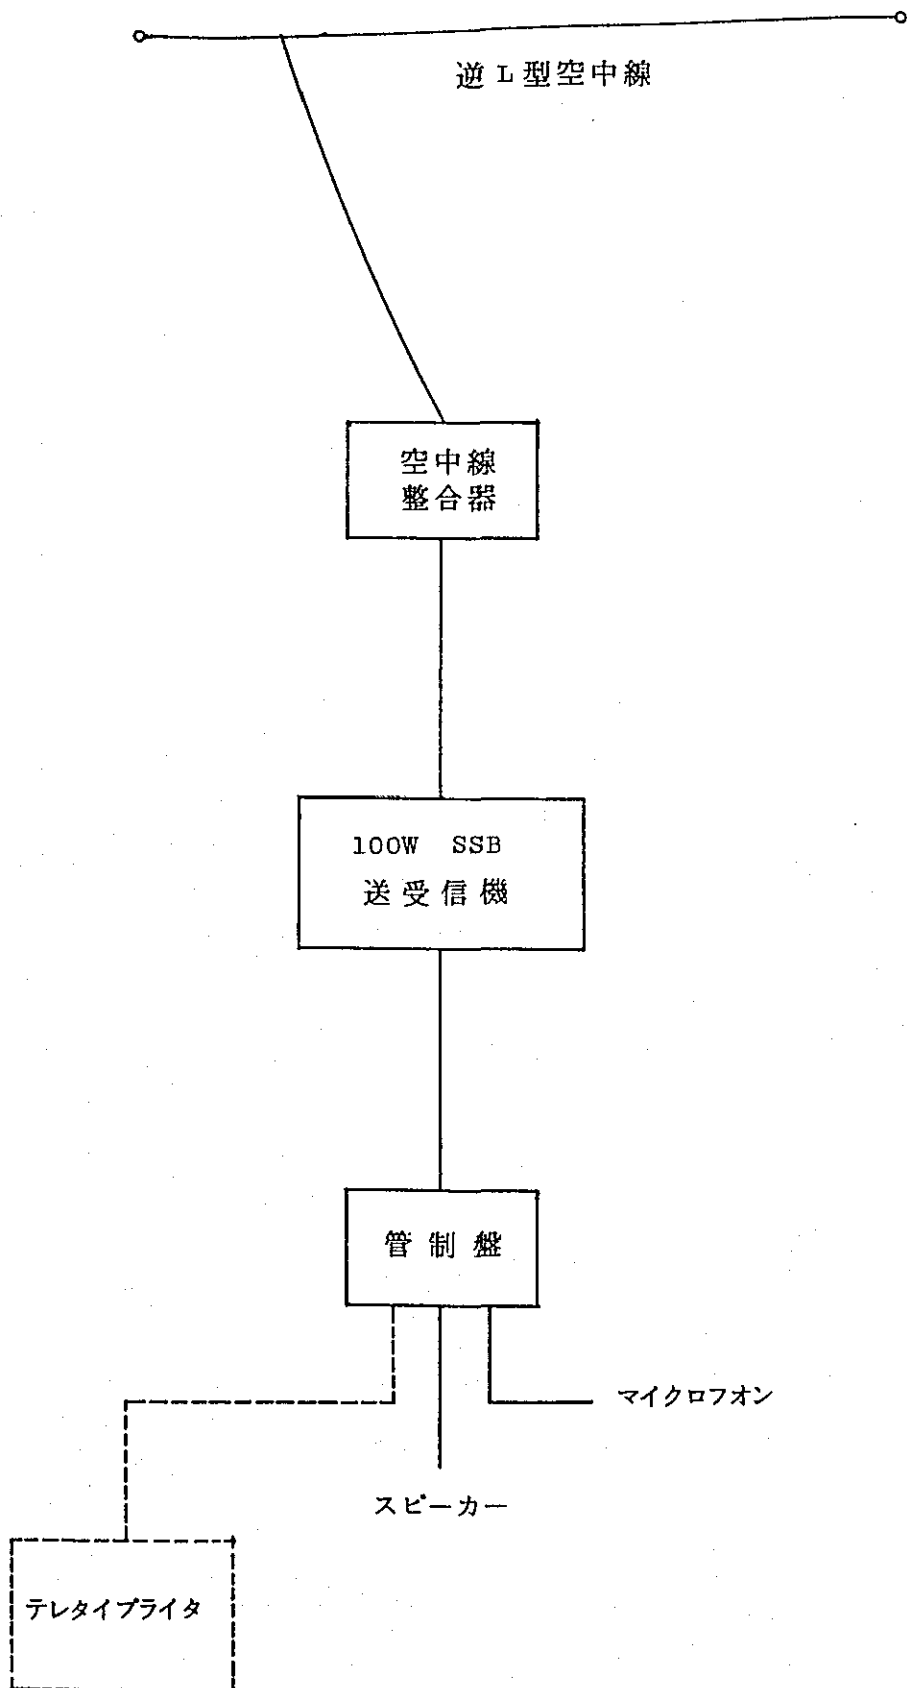 逆L型空中線
空中線
整合器
100W SSB
送受信機
管制盤
マイクロフオン
スピーカー
テレタイプライタ